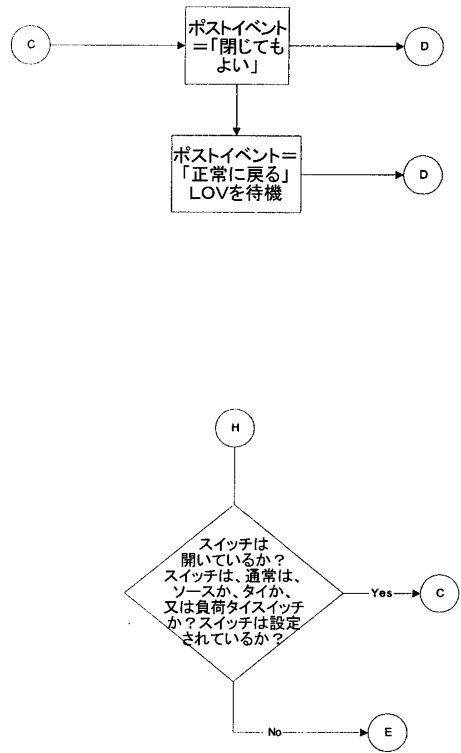 C
ポストイベント
＝「閉じても
よい」
D
ポストイベント＝
「正常に戻る」
LOVを待機
D
H
スイッチは
開いているか？
スイッチは、通常は、
ソースか、タイか、
又は負荷タイスイッチ
か？スイッチは設定
されているか？
Yes
C
No
E